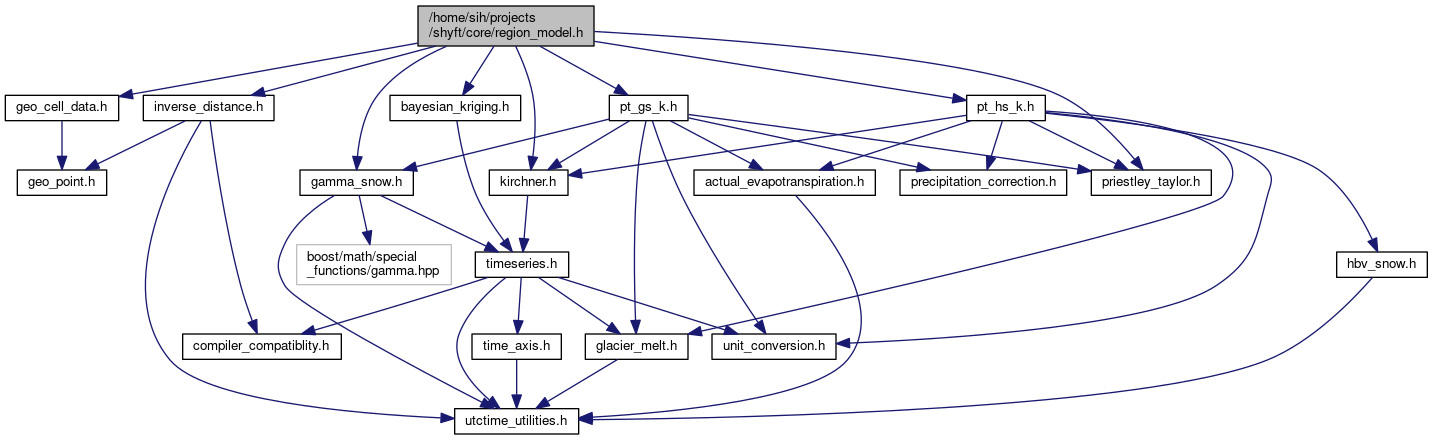 /home/sih/projects
/shyft/core/region_model.h
geo_cell_data.h
inverse_distance.h
bayesian_kriging.h
pt_gs_k.h
pt_hs_k.h
geo_point.h
gamma_snow.h
kirchner.h
actual_evapotranspiration.h
precipitation_correction.h
priestley_taylor.h
boost/math/special
_functions/gamma.hpp
timeseries.h
hbv_snow.h
compiler_compatiblity.h
time_axis.h
glacier_melt.h
unit_conversion.h
utctime_utilities.h